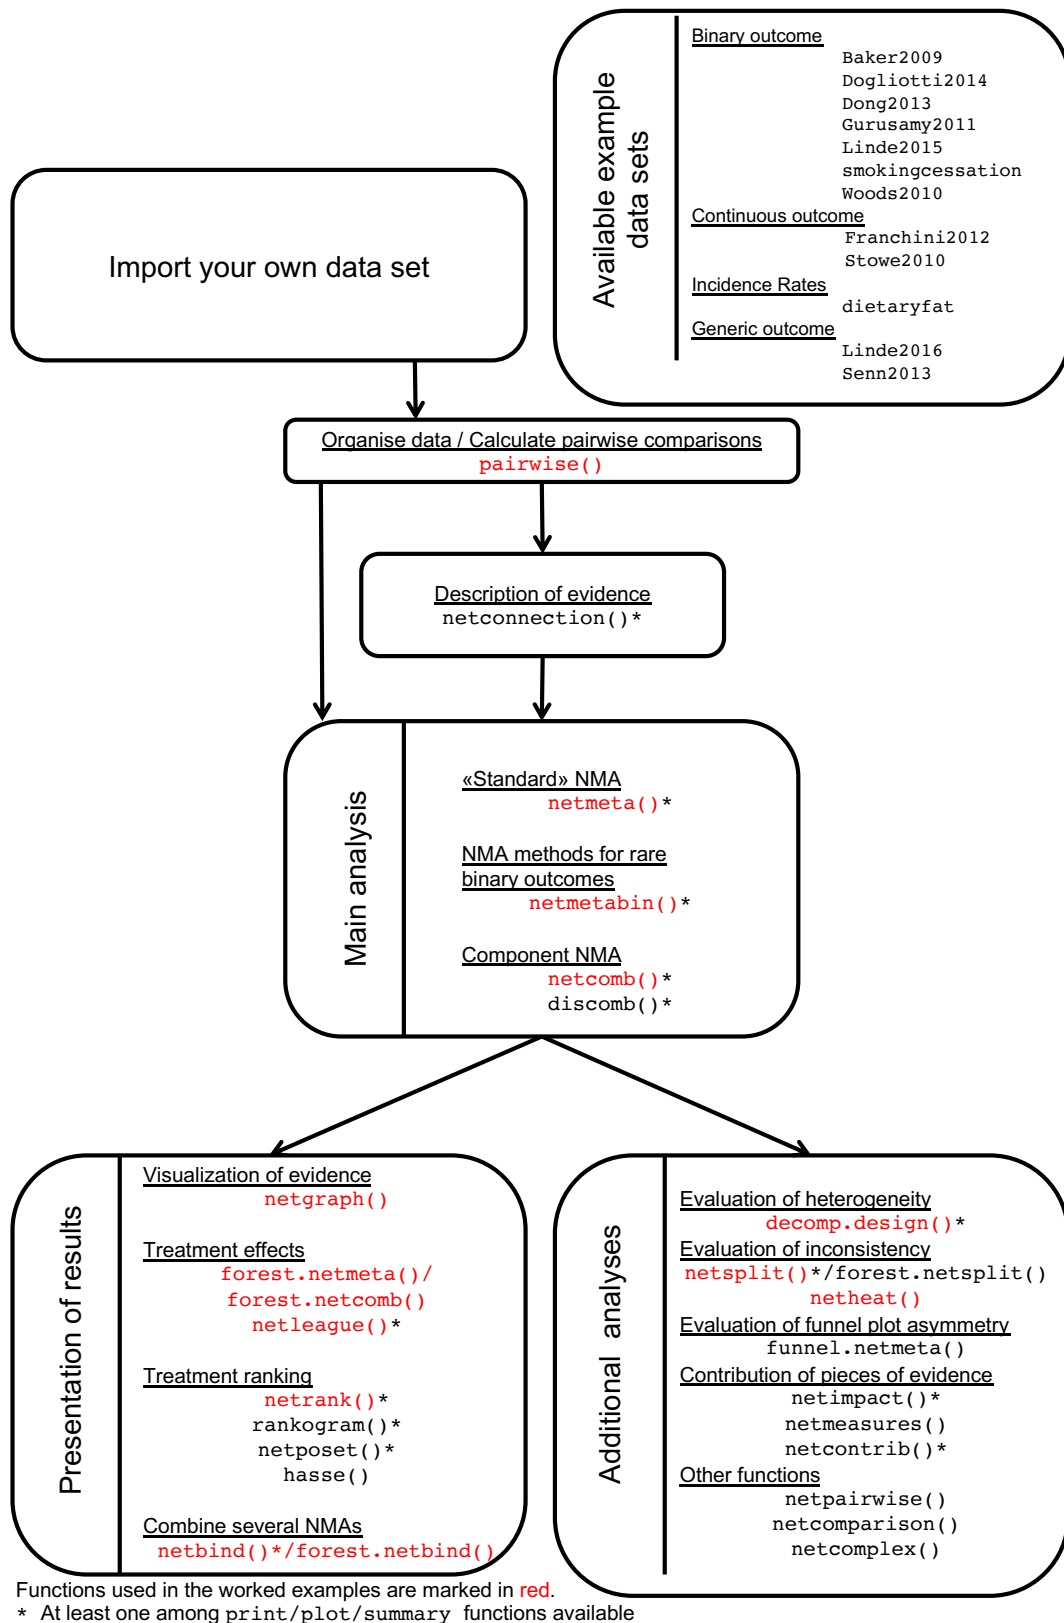 Available example
data sets
Binary outcome
Baker2009
Dogliotti2014
Dong2013
Gurusamy2011
Linde2015
smokingcessation
Woods2010
Continuous outcome
Franchini2012
Stowe2010
Incidence Rates
dietaryfat
Generic outcome
Linde2016
Senn2013
Import your own data set
Organise data / Calculate pairwise comparisons
pairwise()
Description of evidence
netconnection()*
Main analysis
«Standard» NMA
netmeta()*
NMA methods for rare
binary outcomes
netmetabin()*
Component NMA
netcomb()*
discomb()*
Presentation of results
Visualization of evidence
netgraph()
Treatment effects
forest.netmeta()/
forest.netcomb()
netleague()*
Treatment ranking
netrank()*
rankogram()*
netposet()*
hasse()
Combine several NMAs
netbind()*/forest.netbind()
Additional analyses
Evaluation of heterogeneity
decomp.design()*
Evaluation of inconsistency
netsplit()*/forest.netsplit()
netheat()
Evaluation of funnel plot asymmetry
funnel.netmeta()
Contribution of pieces of evidence
netimpact()*
netmeasures()
netcontrib()*
Other functions
netpairwise()
netcomparison()
netcomplex()
Functions used in the worked examples are marked in red.
* At least one among print/plot/summary functions available